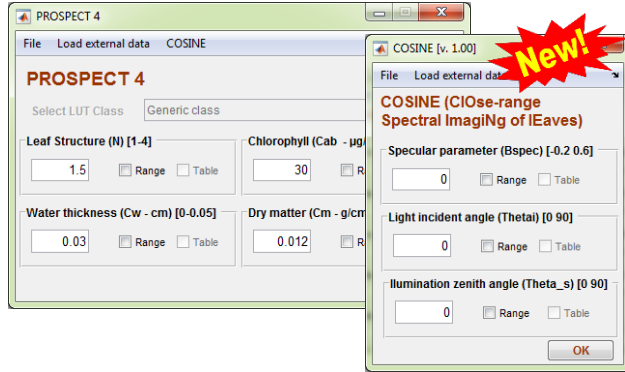 PROSPECT 4
File Load external data COSINE
PROSPECT 4
Select LUT Class Generic class
Leaf Structure (N) [1-4]
1.5 Range Table
Chlorophyll (Cab - µg/
30
Water thickness (Cw - cm) [0-0.05]
0.03 Range Table
Dry matter (Cm - g/cm
0.012
New!
COSINE [v. 1.00]
File Load external dat
COSINE (ClOse-range
Spectral ImagiNg of lEaves)
Specular parameter (Bspec) [-0.2 0.6]
0 Range Table
Light incident angle (Thetai) [0 90]
0 Range Table
Ilumination zenith angle (Theta_s) [0 90]
0 Range Table
OK